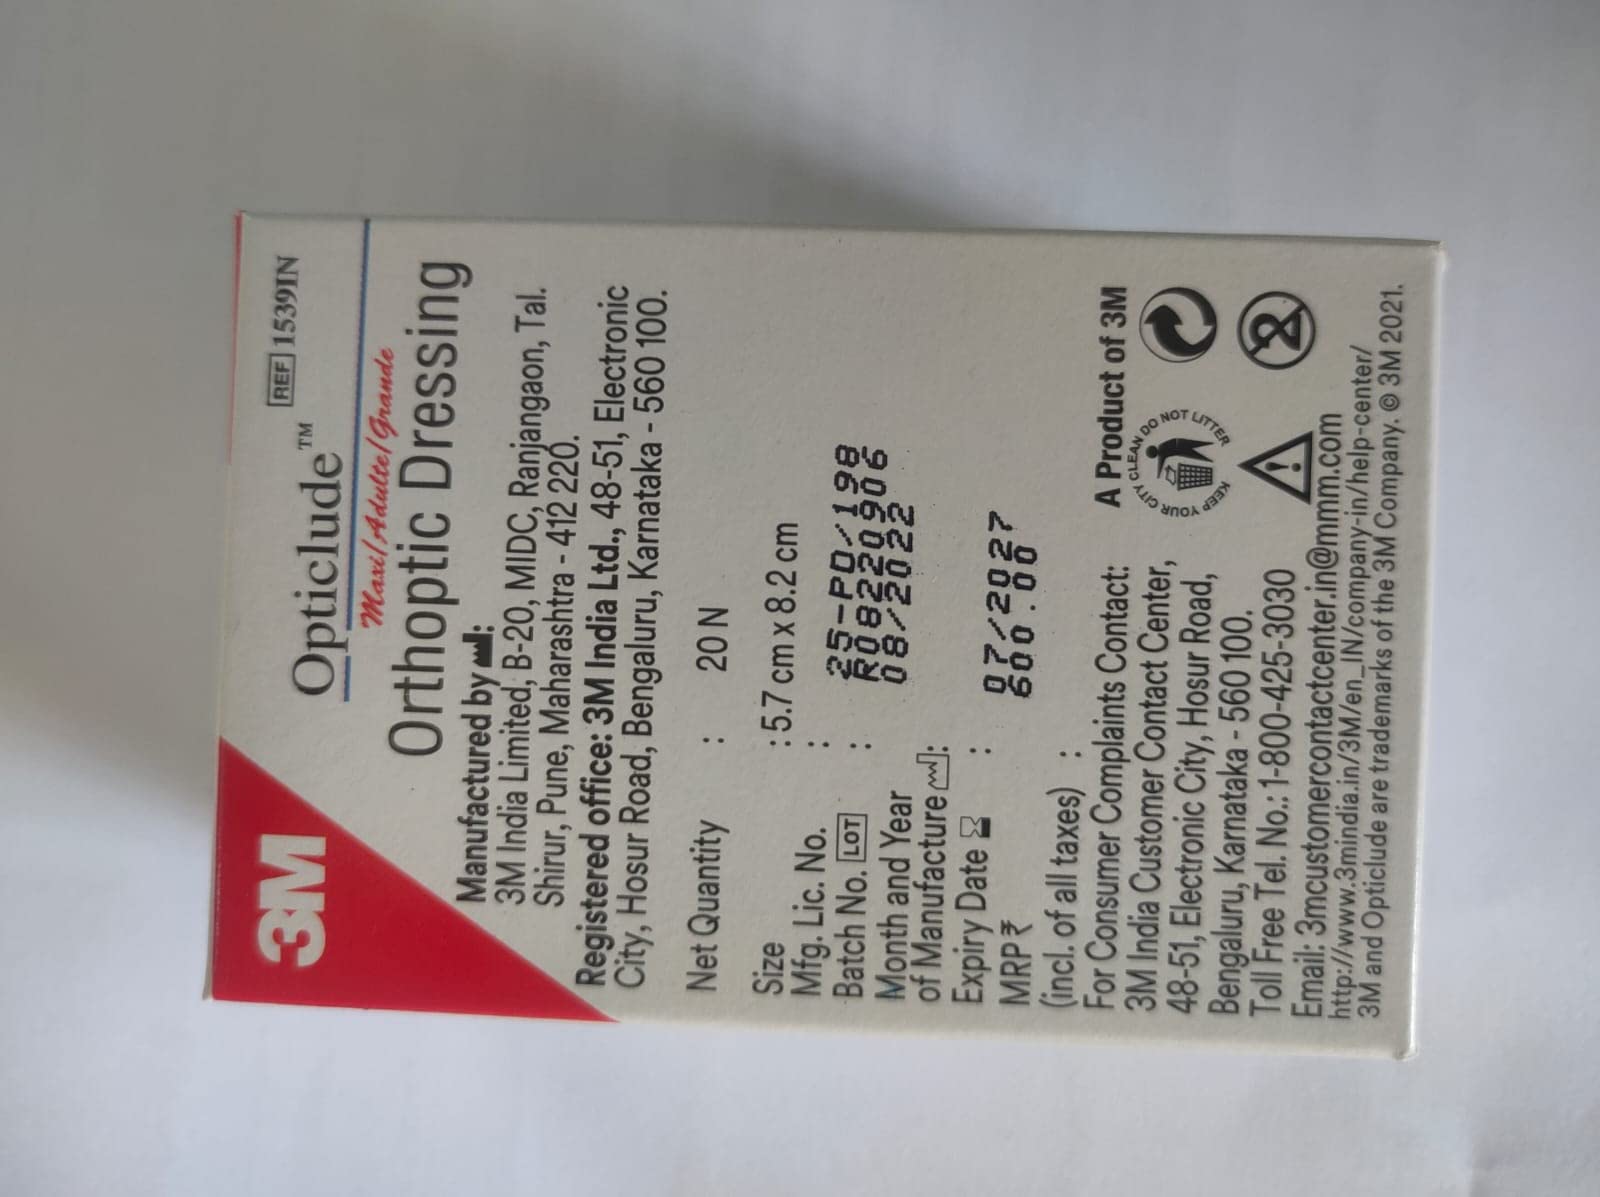 3M
Opticlude™
REF 1539IN
Maxi/Adulte/Grande
Orthoptic Dressing
Manufactured by :
3M India Limited, B-20, MIDC, Ranjangaon, Tal.
Shirur, Pune, Maharashtra - 412 220.
Registered office: 3M India Ltd., 48-51, Electronic
City, Hosur Road, Bengaluru, Karnataka - 560 100.
Net Quantity : 20 N
Size : 5.7 cm x 8.2 cm
Mfg. Lic. No. : 25-PD/198
Batch No. LOT : R08220906
Month and Year 08/2022
of Manufacture :
Expiry Date : 07/2027
MRP ₹ 600.00
(incl. of all taxes) :
For Consumer Complaints Contact:
3M India Customer Contact Center,
48-51, Electronic City, Hosur Road,
Bengaluru, Karnataka - 560 100.
Toll Free Tel. No.: 1-800-425-3030
Email: 3mcustomercontactcenter.in@mmm.com
http://www.3mindia.in/3M/en_IN/company-in/help-center/
3M and Opticlude are trademarks of the 3M Company. © 3M 2021.
A Product of 3M
KEEP YOUR CITY CLEAN DO NOT LITTER
2